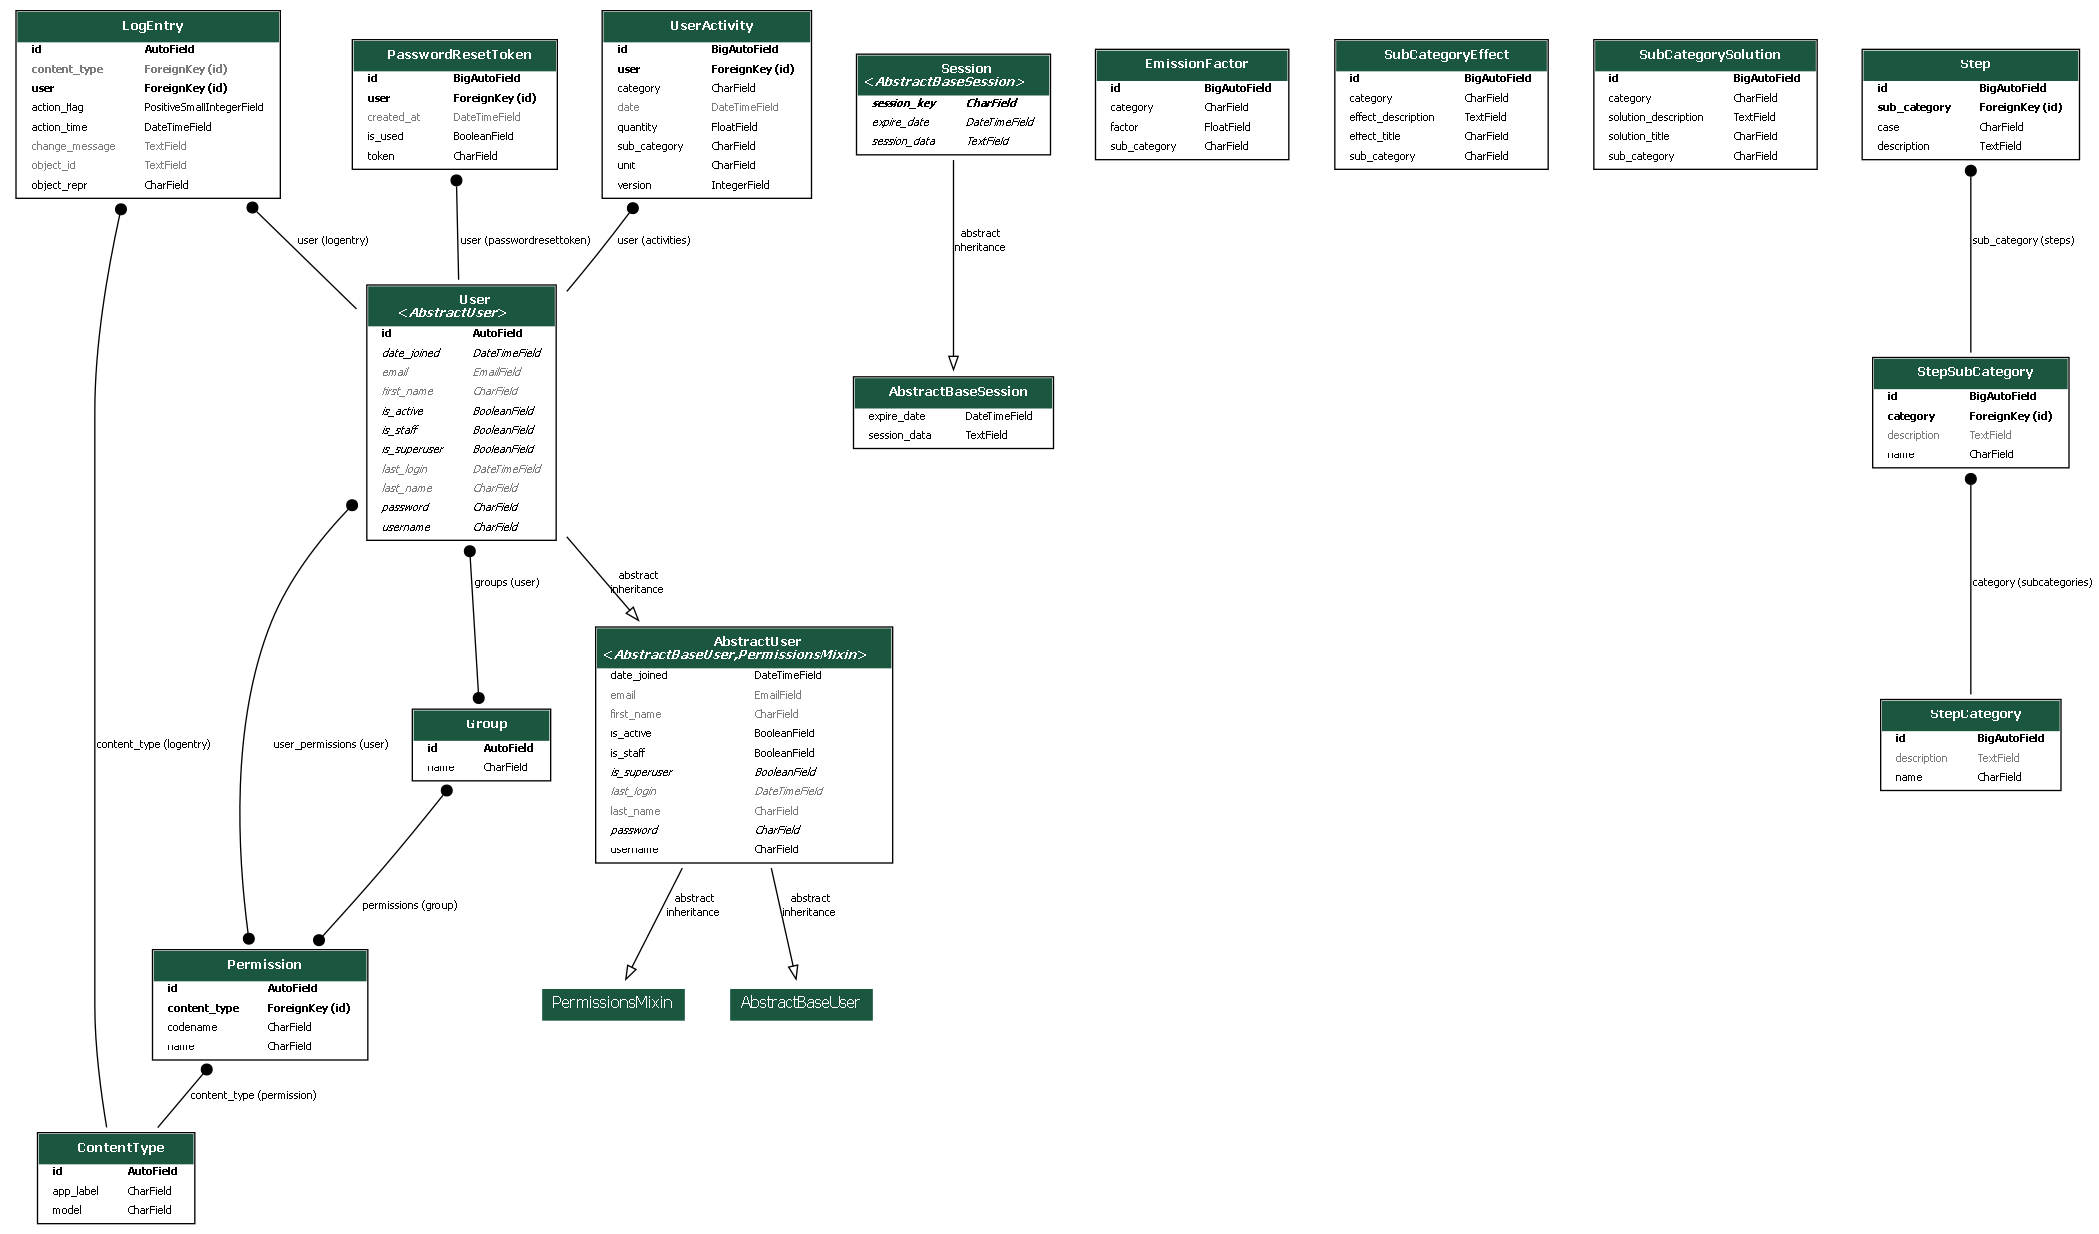 LogEntry
id AutoField
content_type ForeignKey (id)
user ForeignKey (id)
action_flag PositiveSmallIntegerField
action_time DateTimeField
change_message TextField
object_id TextField
object_repr CharField
PasswordResetToken
id BigAutoField
user ForeignKey (id)
created_at DateTimeField
is_used BooleanField
token CharField
UserActivity
id BigAutoField
user ForeignKey (id)
category CharField
date DateTimeField
quantity FloatField
sub_category CharField
unit CharField
version IntegerField
Session
<AbstractBaseSession>
session_key CharField
expire_date DateTimeField
session_data TextField
EmissionFactor
id BigAutoField
category CharField
factor FloatField
sub_category CharField
SubCategoryEffect
id BigAutoField
category CharField
effect_description TextField
effect_title CharField
sub_category CharField
SubCategorySolution
id BigAutoField
category CharField
solution_description TextField
solution_title CharField
sub_category CharField
Step
id BigAutoField
sub_category ForeignKey (id)
case CharField
description TextField
user (logentry)
user (passwordresettoken)
user (activities)
abstract
inheritance
sub_category (steps)
User
<AbstractUser>
id AutoField
date_joined DateTimeField
email EmailField
first_name CharField
is_active BooleanField
is_staff BooleanField
is_superuser BooleanField
last_login DateTimeField
last_name CharField
password CharField
username CharField
AbstractBaseSession
expire_date DateTimeField
session_data TextField
StepSubCategory
id BigAutoField
category ForeignKey (id)
description TextField
name CharField
groups (user)
abstract
inheritance
category (subcategories)
AbstractUser
<AbstractBaseUser,PermissionsMixin>
date_joined DateTimeField
email EmailField
first_name CharField
is_active BooleanField
is_staff BooleanField
is_superuser BooleanField
last_login DateTimeField
last_name CharField
password CharField
username CharField
content_type (logentry)
user_permissions (user)
Group
id AutoField
name CharField
StepCategory
id BigAutoField
description TextField
name CharField
permissions (group)
abstract
inheritance
abstract
inheritance
Permission
id AutoField
content_type ForeignKey (id)
codename CharField
name CharField
PermissionsMixin
AbstractBaseUser
content_type (permission)
ContentType
id AutoField
app_label CharField
model CharField